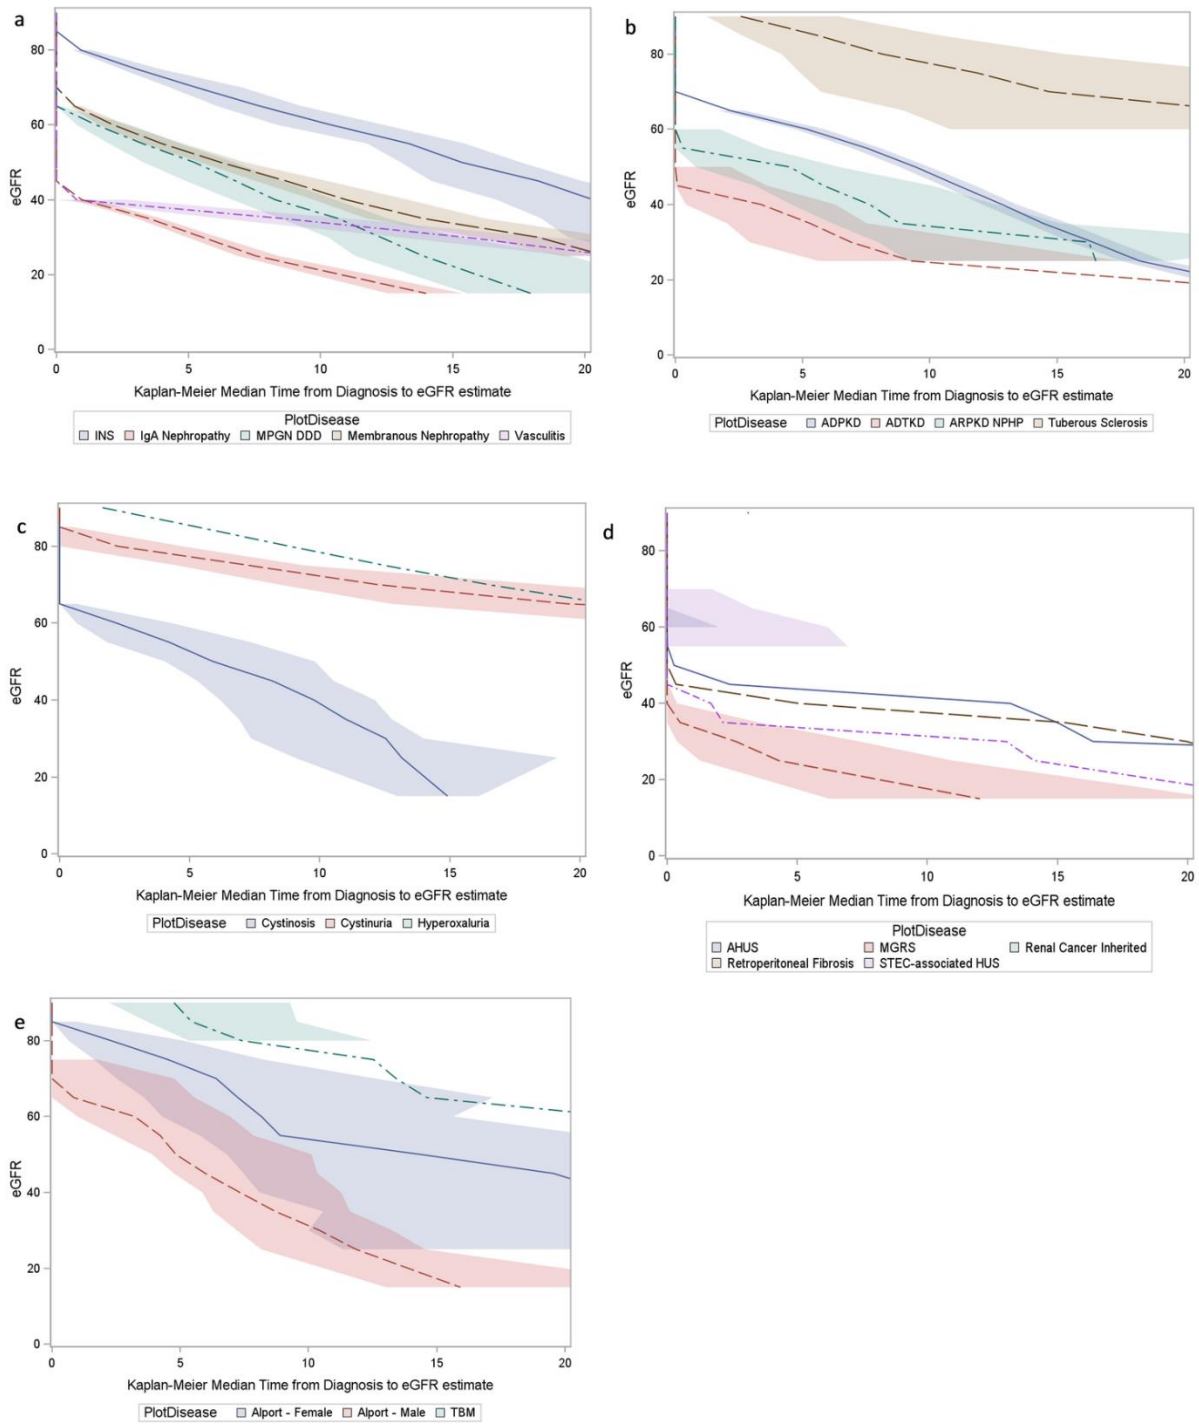 a
80
60
40
20
0
eGFR
0 5 10 15 20
Kaplan-Meier Median Time from Diagnosis to eGFR estimate
PlotDisease
INS IgA Nephropathy MPGN DDD Membranous Nephropathy Vasculitis
b
80
60
40
20
0
eGFR
0 5 10 15 20
Kaplan-Meier Median Time from Diagnosis to eGFR estimate
PlotDisease ADPKD ADTKD ARPKD NPHP Tuberous Sclerosis
c
80
60
40
20
0
eGFR
0 5 10 15 20
Kaplan-Meier Median Time from Diagnosis to eGFR estimate
PlotDisease Cystinosis Cystinuria Hyperoxaluria
d
80
60
40
20
0
eGFR
0 5 10 15 20
Kaplan-Meier Median Time from Diagnosis to eGFR estimate
PlotDisease
AHUS MGRS Renal Cancer Inherited
Retroperitoneal Fibrosis STEC-associated HUS
e
80
60
40
20
0
eGFR
0 5 10 15 20
Kaplan-Meier Median Time from Diagnosis to eGFR estimate
PlotDisease Alport - Female Alport - Male TBM